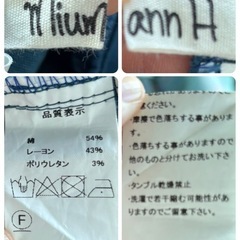 mium
ann H
品質表示
綿 54%
レーヨン 43%
ポリウレタン 3%
F
ください。
・摩擦で色落ちする事があります。
・色落ちする事がありますので
他のものと分けてお洗い下さい。
・タンブル乾燥禁止
・洗濯で若干縮む可能性があ
りますのでご留意下さい。